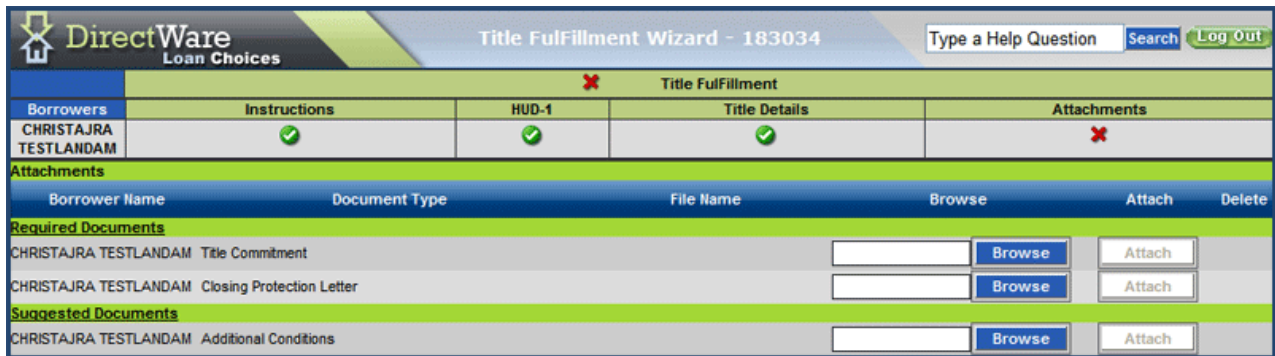 DirectWare
Loan Choices
Title FulFillment Wizard - 183034
Type a Help Question
Search
Log Out
Title FulFillment
Borrowers Instructions HUD-1 Title Details Attachments
CHRISTAJRA
TESTLANDAM
Attachments
Borrower Name Document Type File Name Browse Attach Delete
Required Documents
CHRISTAJRA TESTLANDAM Title Commitment Browse Attach
CHRISTAJRA TESTLANDAM Closing Protection Letter Browse Attach
Suggested Documents
CHRISTAJRA TESTLANDAM Additional Conditions Browse Attach